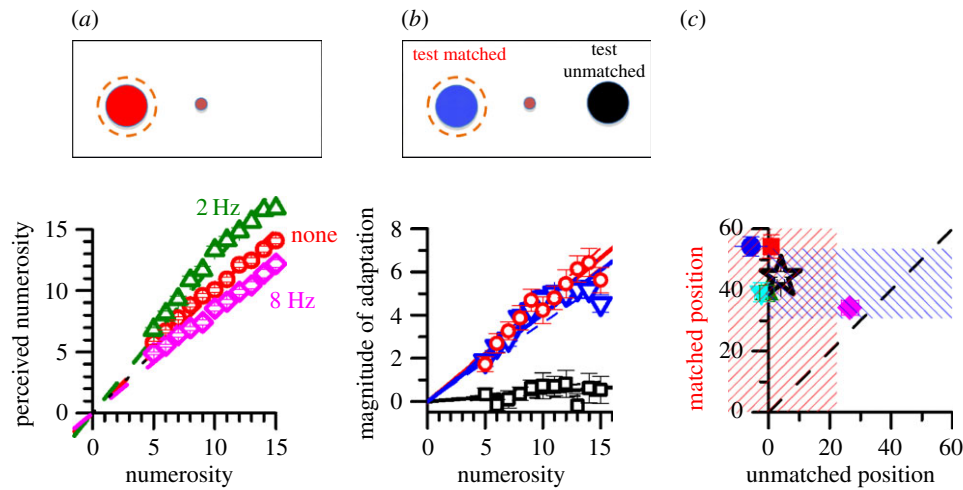 (a)
(b)
(c)
test matched
test
unmatched
15
10
5
0
perceived numerosity
2 Hz
none
8 Hz
0 5 10 15
numerosity
8
6
4
2
0
magnitude of adaptation
0 5 10 15
numerosity
60
40
20
0
matched position
0 20 40 60
unmatched position